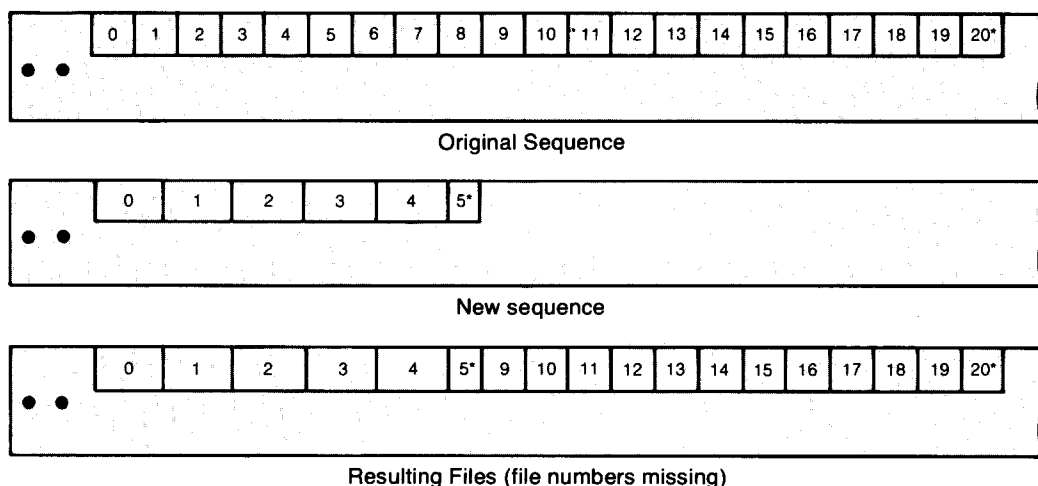 0 1 2 3 4 5 6 7 8 9 10 11 12 13 14 15 16 17 18 19 20*
Original Sequence
0 1 2 3 4 5*
New sequence
0 1 2 3 4 5* 9 10 11 12 13 14 15 16 17 18 19 20*
Resulting Files (file numbers missing)